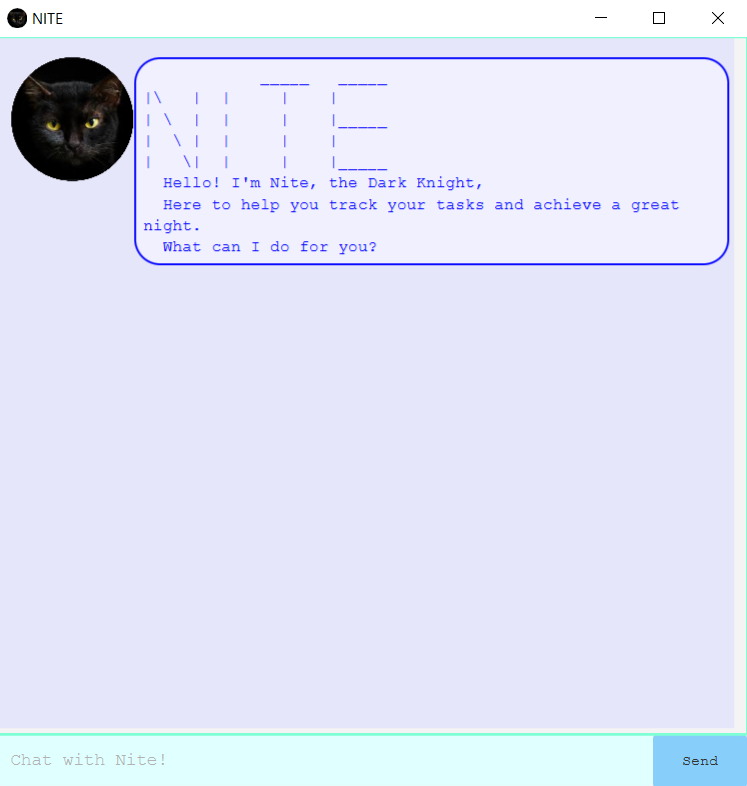 NITE
          _____   _____
|\   |  |     |    |
| \  |  |     |    |_____
|  \ |  |     |    |
|   \|  |     |    |_____
Hello! I'm Nite, the Dark Knight,
Here to help you track your tasks and achieve a great
night.
What can I do for you?
Chat with Nite!
Send